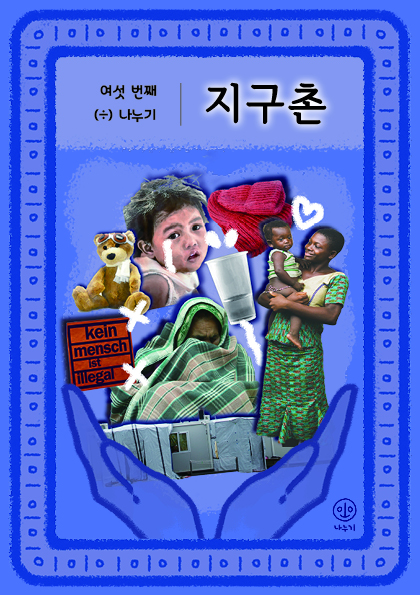 여섯 번째
(÷) 나누기
지구촌
kein
mensch
ist
illegal
나누기